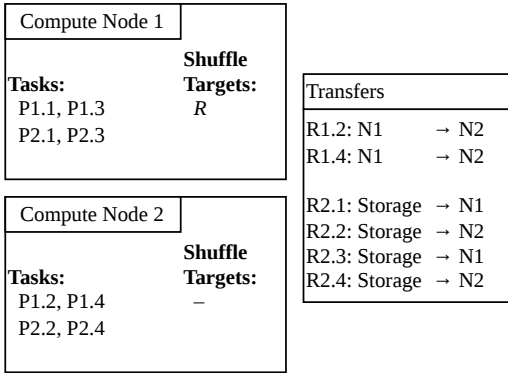 Compute Node 1
Shuffle
Tasks: Targets:
P1.1, P1.3 R
P2.1, P2.3
Compute Node 2
Shuffle
Tasks: Targets:
P1.2, P1.4 –
P2.2, P2.4
Transfers
R1.2: N1 → N2
R1.4: N1 → N2
R2.1: Storage → N1
R2.2: Storage → N2
R2.3: Storage → N1
R2.4: Storage → N2